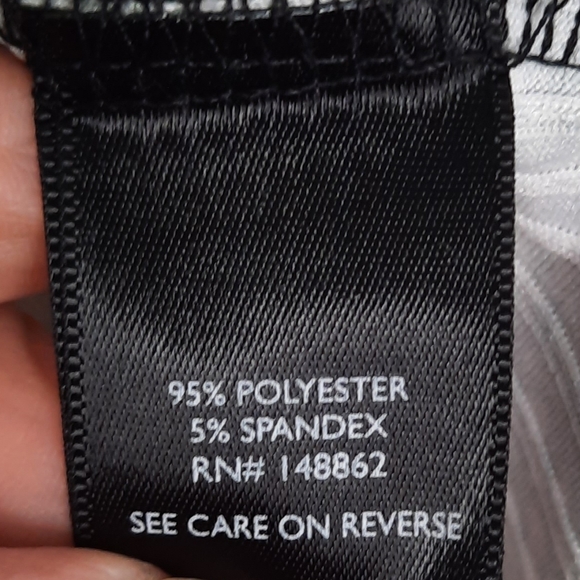 95% POLYESTER
5% SPANDEX
RN# 148862
SEE CARE ON REVERSE